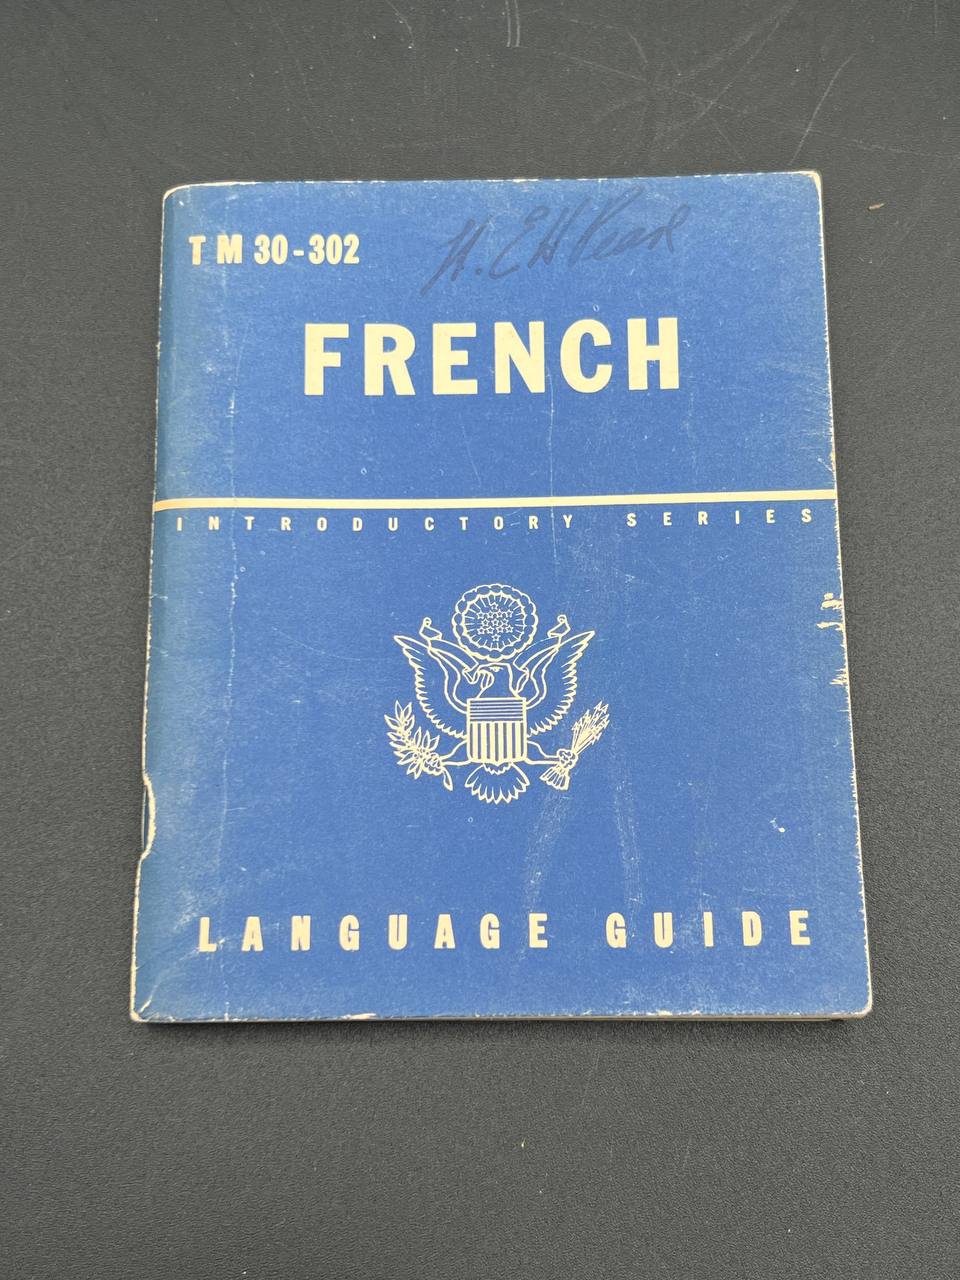 TM 30-302
FRENCH
INTRODUCTORY SERIES
LANGUAGE GUIDE